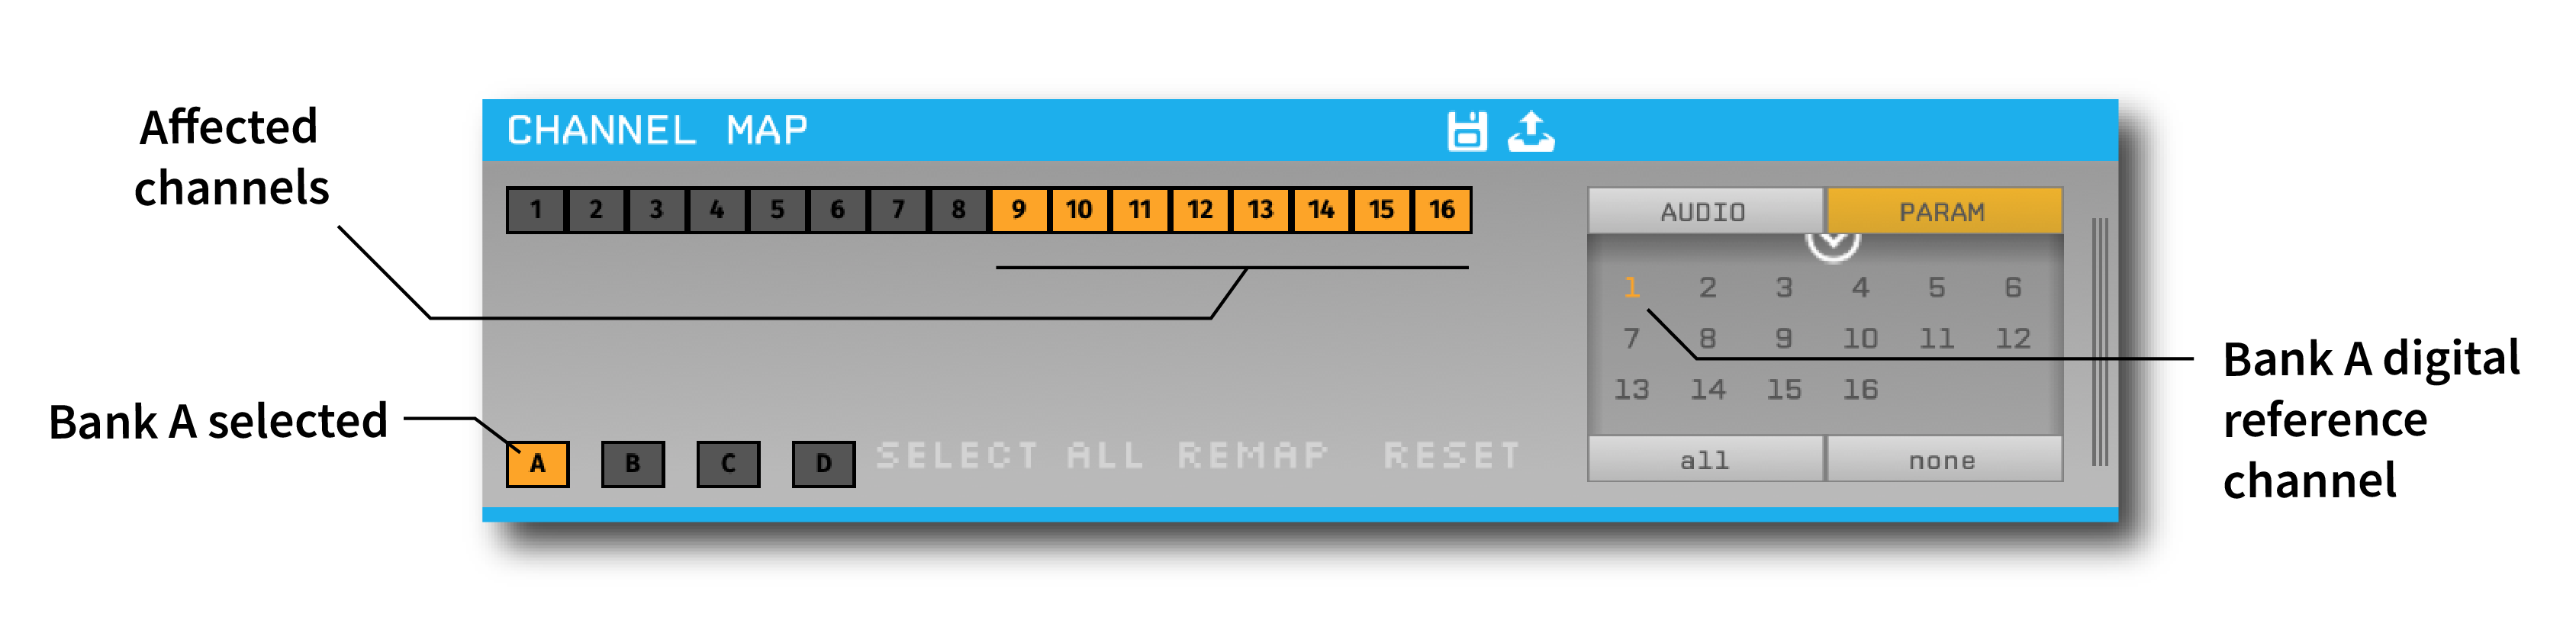 Affected
channels
CHANNEL MAP
1 2 3 4 5 6 7 8 9 10 11 12 13 14 15 16
AUDIO PARAM
1 2 3 4 5 6
7 8 9 10 11 12
13 14 15 16
all none
Bank A selected
A B C D SELECT ALL REMAP RESET
Bank A digital
reference
channel